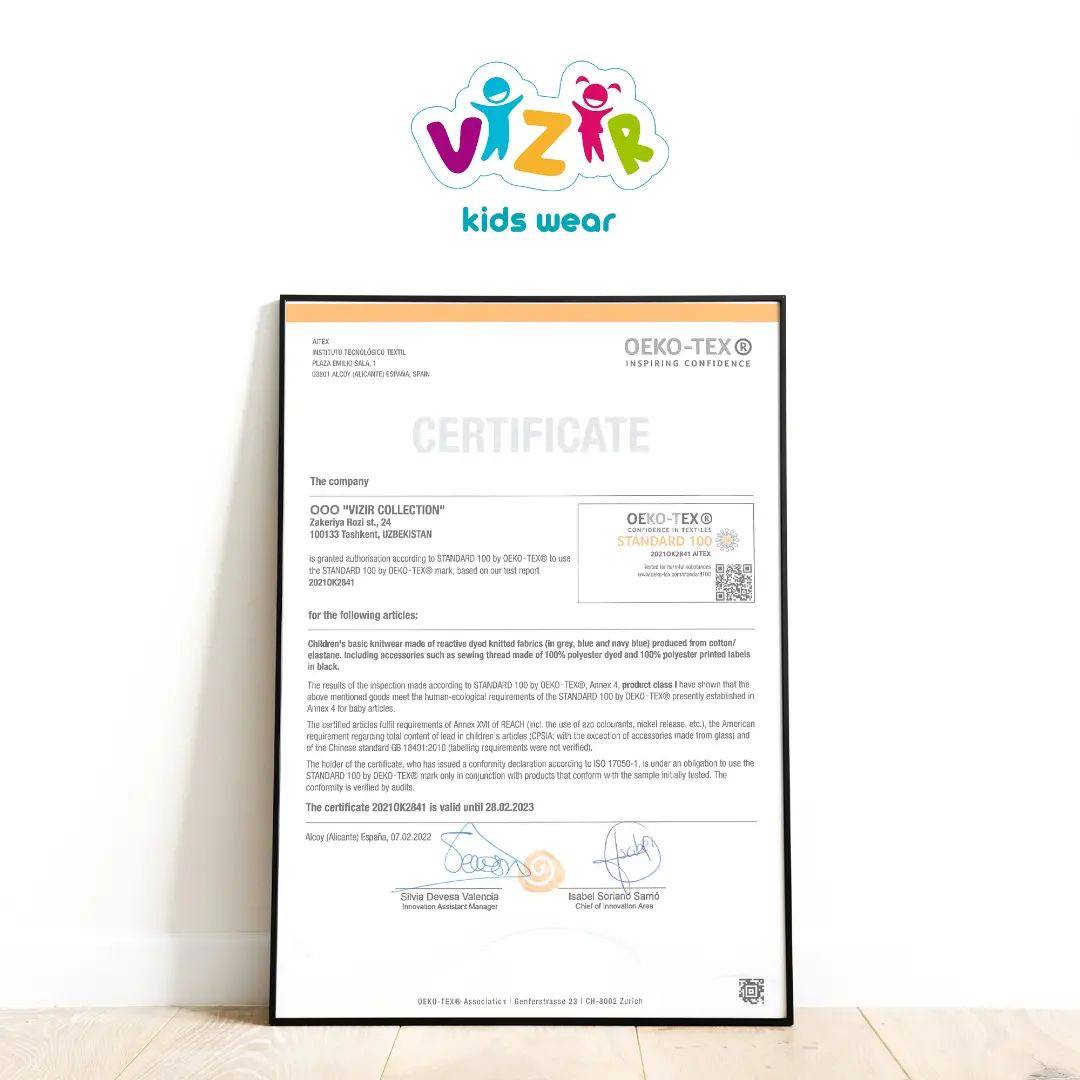 VIZIR
kids wear
AITEX
INSTITUTO TECNOLÓGICO TEXTIL
PLAZA EMILIO SALA, 1
03801 ALCOY (ALICANTE) ESPAÑA, SPAIN
OEKO-TEX®
INSPIRING CONFIDENCE
CERTIFICATE
The company
OOO "VIZIR COLLECTION"
Zakeriya Rozi st., 24
100133 Tashkent, UZBEKISTAN
is granted authorisation according to STANDARD 100 by OEKO-TEX® to use
the STANDARD 100 by OEKO-TEX® mark, based on our test report
2021OK2841
OEKO-TEX®
CONFIDENCE IN TEXTILES
STANDARD 100
2021OK2841 AITEX
Tested for harmful substances
www.oeko-tex.com/standard100
for the following articles:
Children's basic knitwear made of reactive dyed knitted fabrics (in grey, blue and navy blue) produced from cotton/
elastane. Including accessories such as sewing thread made of 100% polyester dyed and 100% polyester printed labels
in black.
The results of the inspection made according to STANDARD 100 by OEKO-TEX®, Annex 4, product class I have shown that the
above mentioned goods meet the human-ecological requirements of the STANDARD 100 by OEKO-TEX® presently established in
Annex 4 for baby articles.
The certified articles fulfil requirements of Annex XVII of REACH (incl. the use of azo colourants, nickel release, etc.), the American
requirement regarding total content of lead in children's articles (CPSIA; with the exception of accessories made from glass) and
of the Chinese standard GB 18401:2010 (labelling requirements were not verified).
The holder of the certificate, who has issued a conformity declaration according to ISO 17050-1, is under an obligation to use the
STANDARD 100 by OEKO-TEX® mark only in conjunction with products that conform with the sample initially tested. The
conformity is verified by audits.
The certificate 2021OK2841 is valid until 28.02.2023
Alcoy (Alicante) España, 07.02.2022
Silvia Devesa Valencia
Innovation Assistant Manager
Isabel Soriano Sarrió
Chief of Innovation Area
OEKO-TEX® Association | Genferstrasse 23 | CH-8002 Zurich